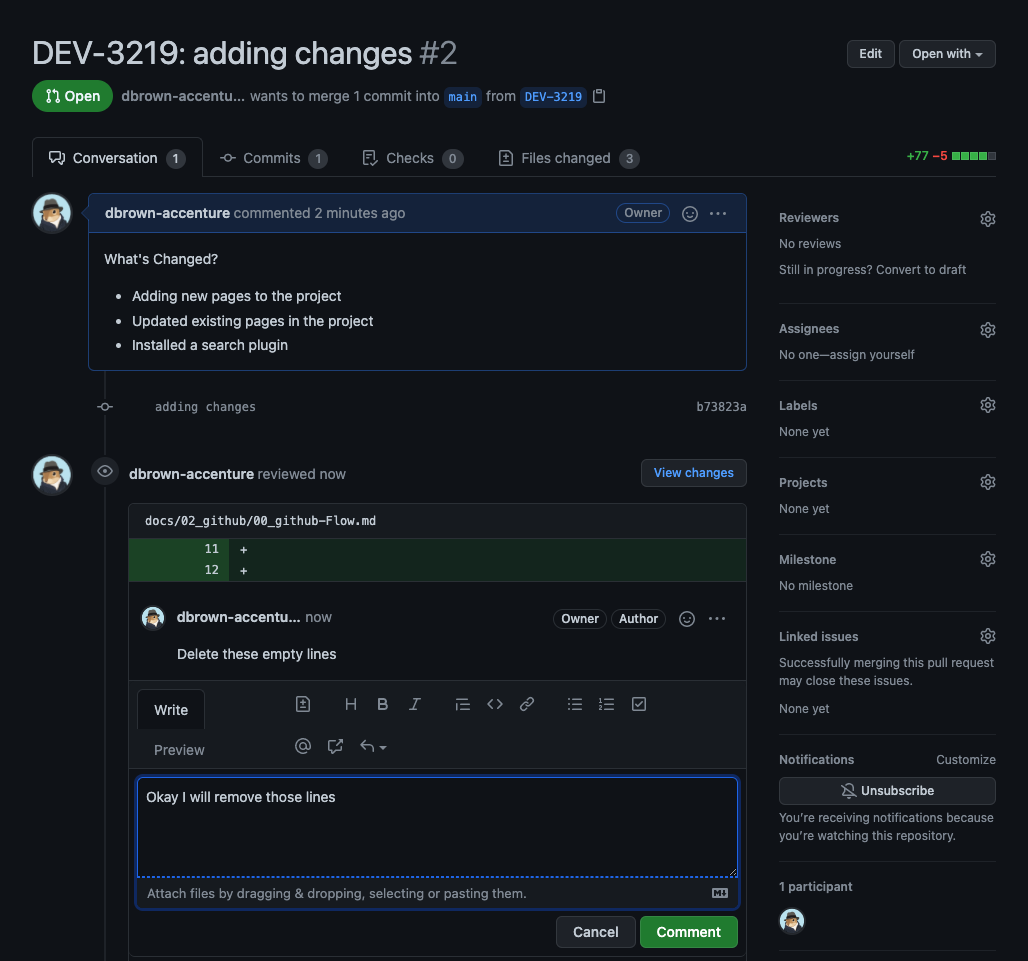 DEV-3219: adding changes #2
Edit
Open with
Open
dbrown-accentu... wants to merge 1 commit into main from DEV-3219
Conversation 1
Commits 1
Checks 0
Files changed 3
+77 −5
dbrown-accenture commented 2 minutes ago
Owner
What's Changed?
Adding new pages to the project
Updated existing pages in the project
Installed a search plugin
adding changes
b73823a
dbrown-accenture reviewed now
View changes
docs/02_github/00_github-Flow.md
11 +
12 +
dbrown-accentu... now
Owner
Author
Delete these empty lines
Write
Preview
Okay I will remove those lines
Attach files by dragging & dropping, selecting or pasting them.
Cancel
Comment
Reviewers
No reviews
Still in progress? Convert to draft
Assignees
No one—assign yourself
Labels
None yet
Projects
None yet
Milestone
No milestone
Linked issues
Successfully merging this pull request
may close these issues.
None yet
Notifications
Customize
Unsubscribe
You're receiving notifications because
you're watching this repository.
1 participant